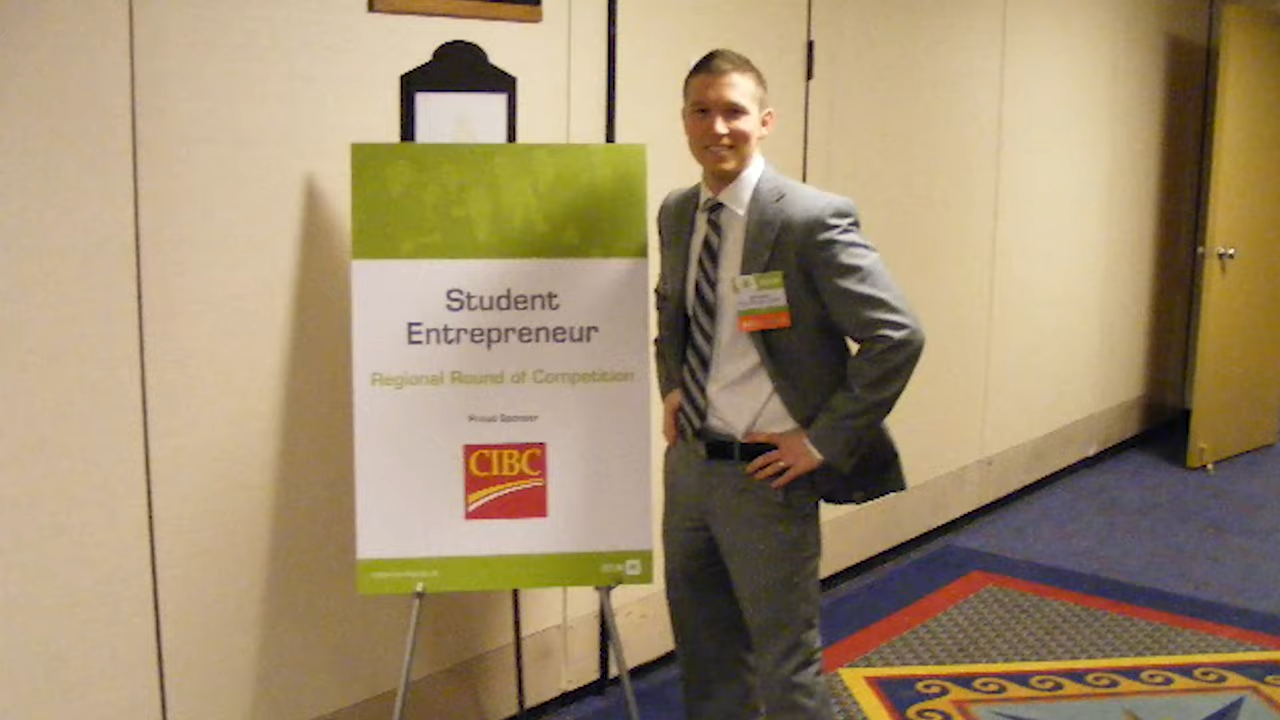 Student
Entrepreneur
Regional Round of Competition
Proud Sponsor
CIBC